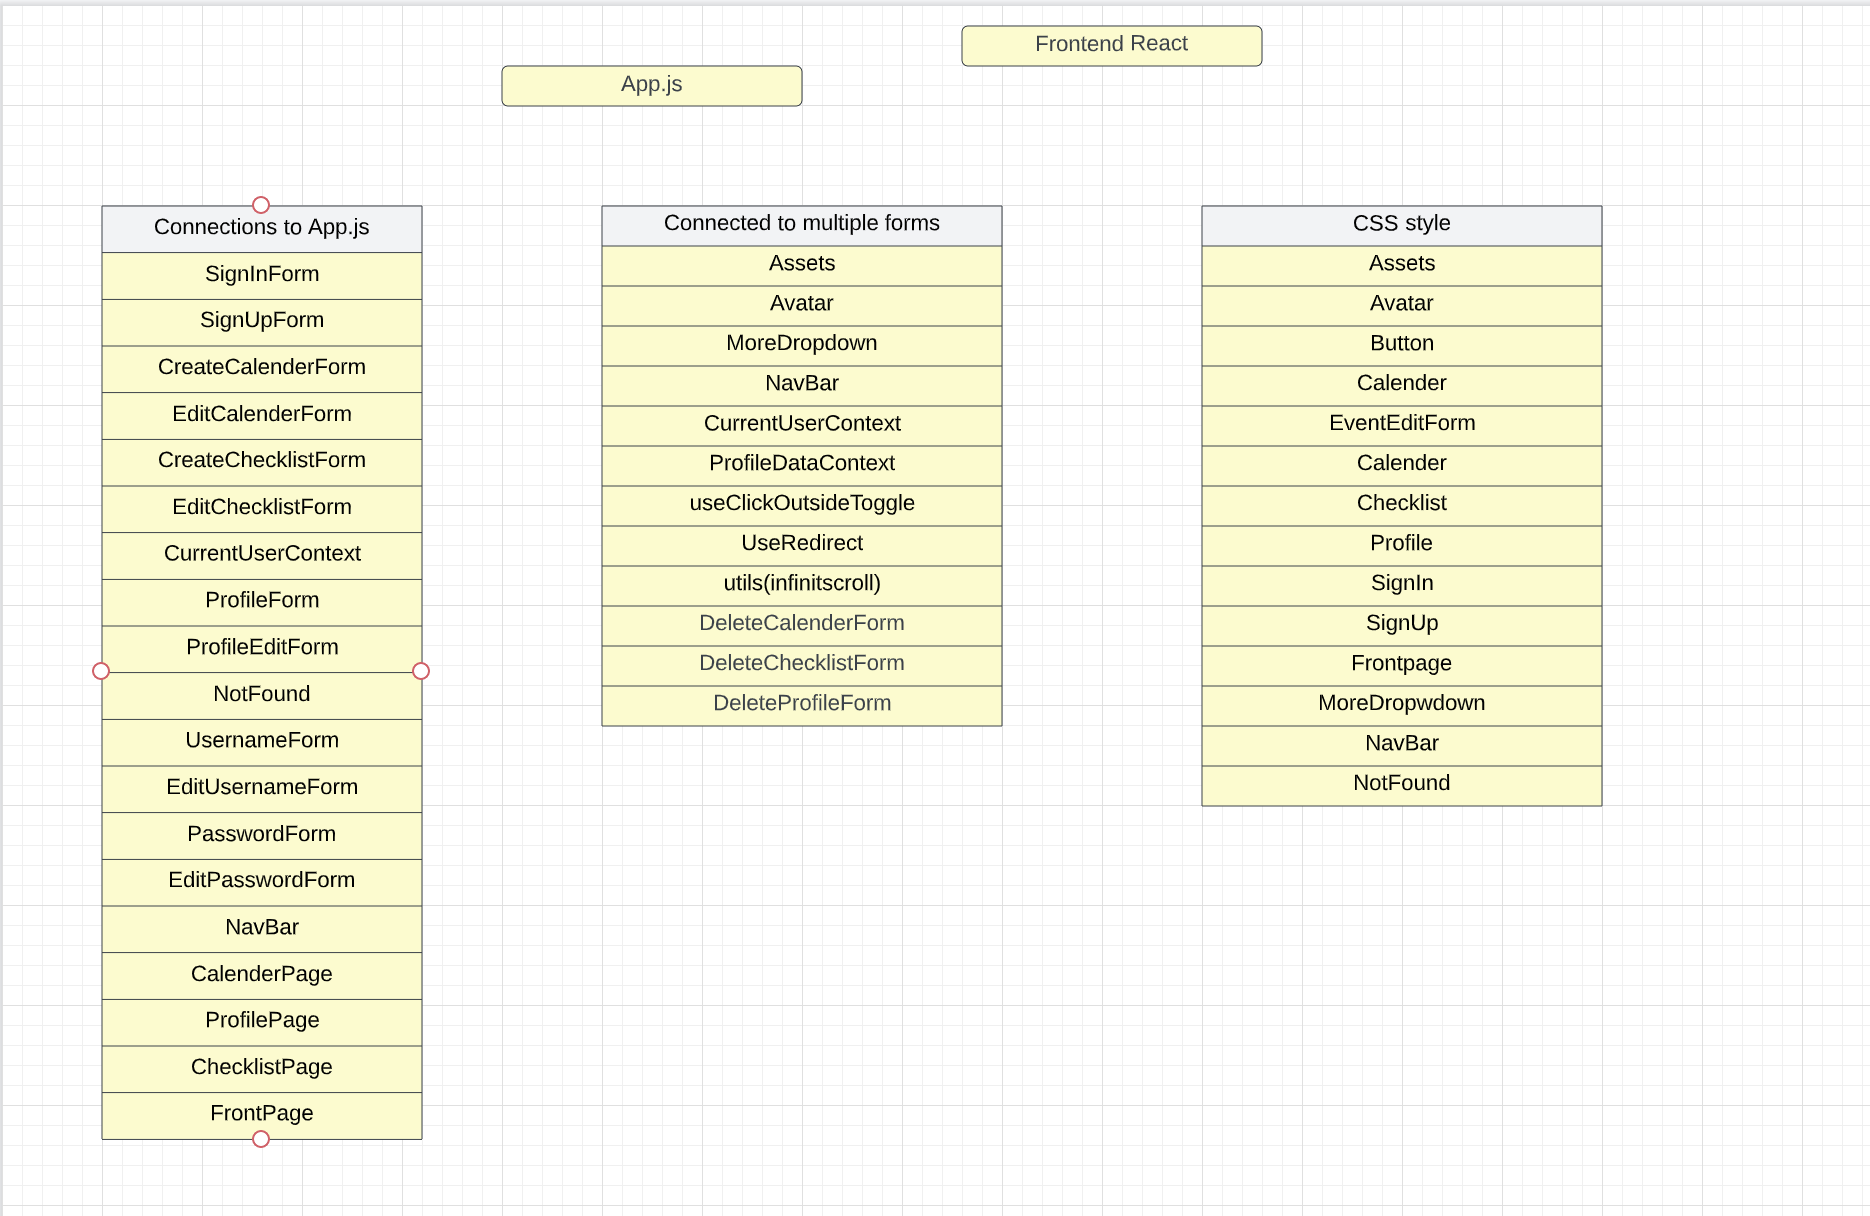 Frontend React
App.js
Connections to App.js
SignInForm
SignUpForm
CreateCalenderForm
EditCalenderForm
CreateChecklistForm
EditChecklistForm
CurrentUserContext
ProfileForm
ProfileEditForm
NotFound
UsernameForm
EditUsernameForm
PasswordForm
EditPasswordForm
NavBar
CalenderPage
ProfilePage
ChecklistPage
FrontPage
Connected to multiple forms
Assets
Avatar
MoreDropdown
NavBar
CurrentUserContext
ProfileDataContext
useClickOutsideToggle
UseRedirect
utils(infinitscroll)
DeleteCalenderForm
DeleteChecklistForm
DeleteProfileForm
CSS style
Assets
Avatar
Button
Calender
EventEditForm
Calender
Checklist
Profile
SignIn
SignUp
Frontpage
MoreDropwdown
NavBar
NotFound